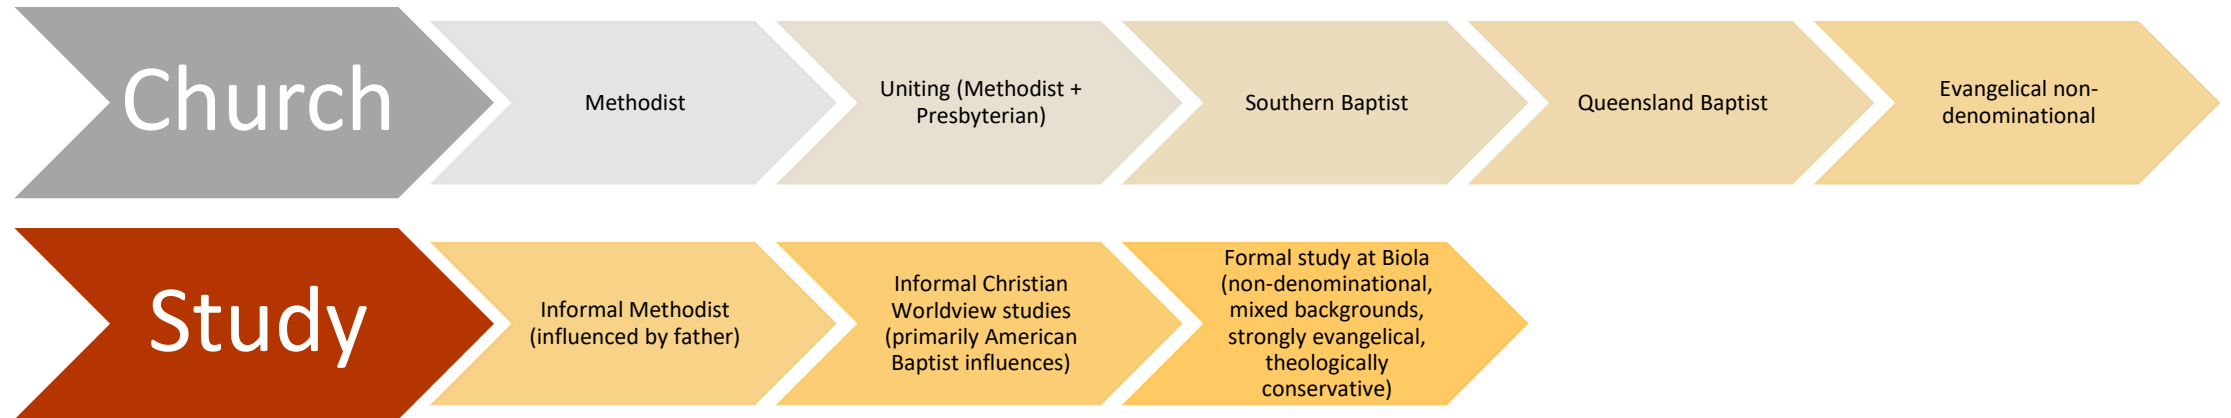 Church
Methodist
Uniting (Methodist +
Presbyterian)
Southern Baptist
Queensland Baptist
Evangelical non-
denominational
Study
Informal Methodist
(influenced by father)
Informal Christian
Worldview studies
(primarily American
Baptist influences)
Formal study at Biola
(non-denominational,
mixed backgrounds,
strongly evangelical,
theologically
conservative)